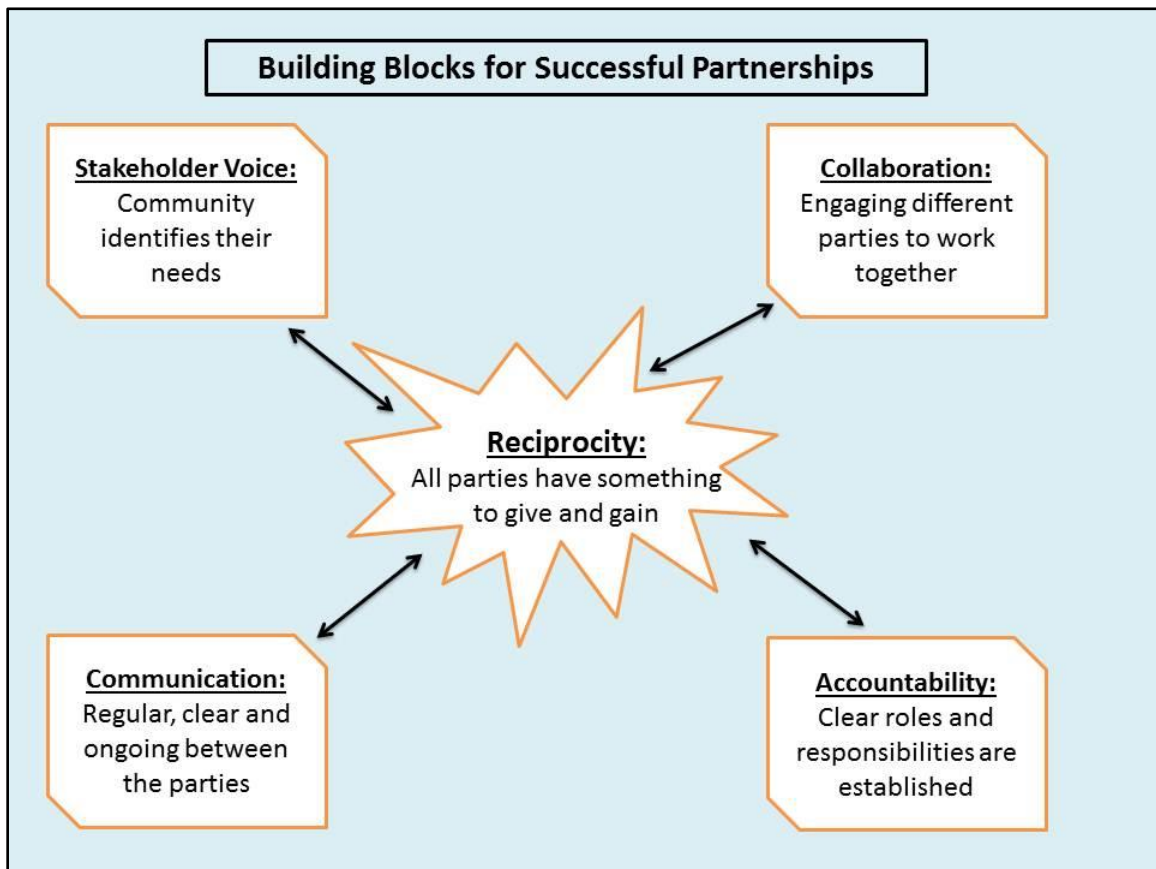 Building Blocks for Successful Partnerships
Stakeholder Voice:
Community
identifies their
needs
Collaboration:
Engaging different
parties to work
together
Reciprocity:
All parties have something
to give and gain
Communication:
Regular, clear and
ongoing between
the parties
Accountability:
Clear roles and
responsibilities are
established